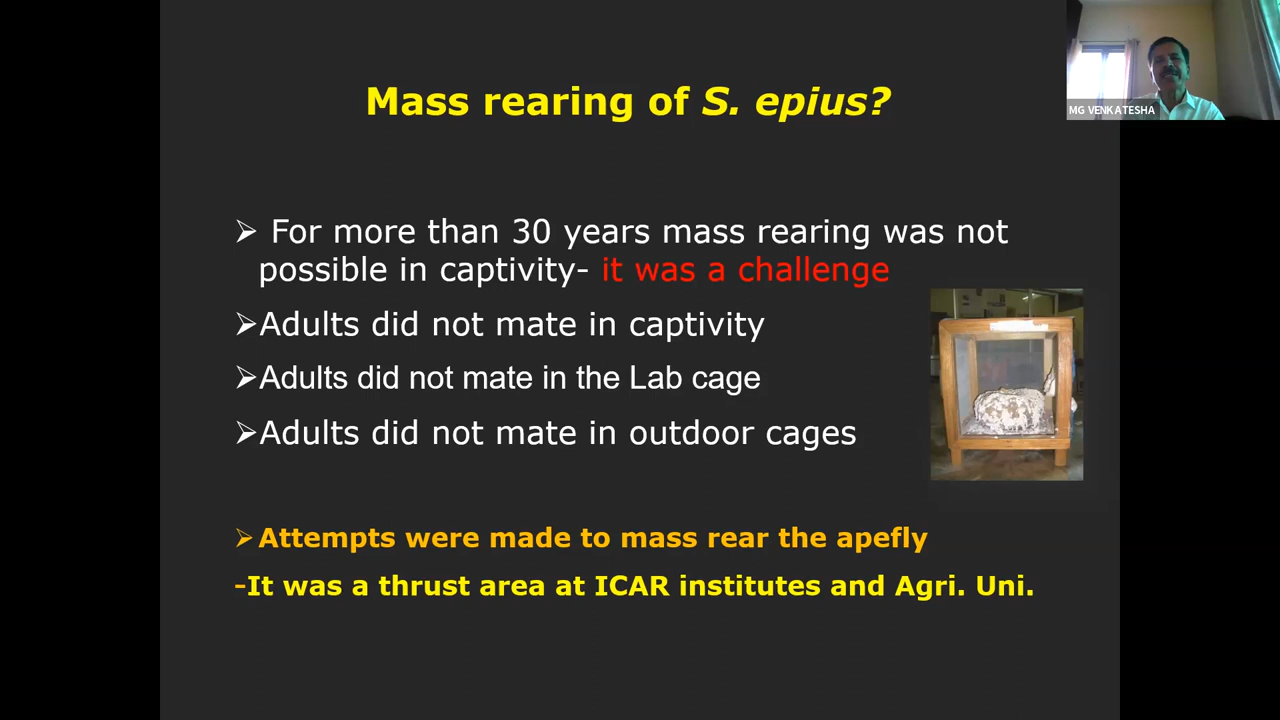 Mass rearing of S. epius?
MG VENKATESHA
➢ For more than 30 years mass rearing was not
possible in captivity- it was a challenge
➢Adults did not mate in captivity
➢Adults did not mate in the Lab cage
➢Adults did not mate in outdoor cages
➢Attempts were made to mass rear the apefly
-It was a thrust area at ICAR institutes and Agri. Uni.